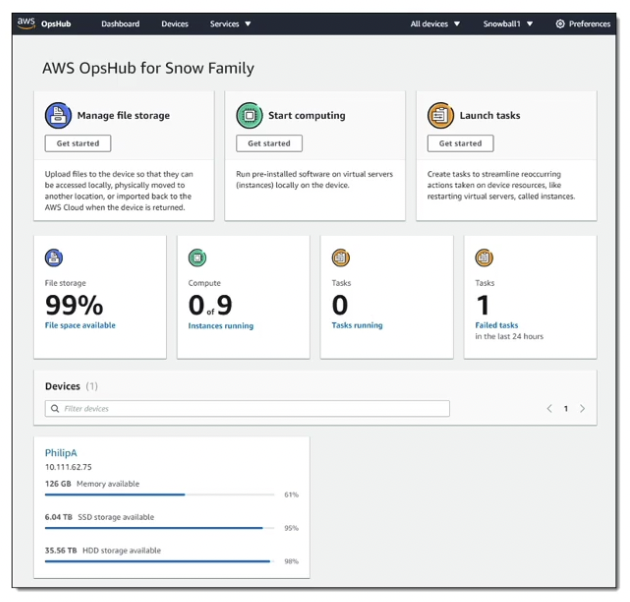 aws OpsHub Dashboard Devices Services All devices Snowball1 Preferences
AWS OpsHub for Snow Family
Manage file storage
Get started
Upload files to the device so that they can
be accessed locally, physically moved to
another location, or imported back to the
AWS Cloud when the device is returned.
Start computing
Get started
Run pre-installed software on virtual servers
(instances) locally on the device.
Launch tasks
Get started
Create tasks to streamline reoccurring
actions taken on device resources, like
restarting virtual servers, called instances.
File storage
99%
File space available
Compute
0 of 9
Instances running
Tasks
0
Tasks running
Tasks
1
Failed tasks
in the last 24 hours
Devices (1)
Filter devices
< 1 >
PhilipA
10.111.62.75
126 GB Memory available
61%
6.04 TB SSD storage available
95%
35.56 TB HDD storage available
98%